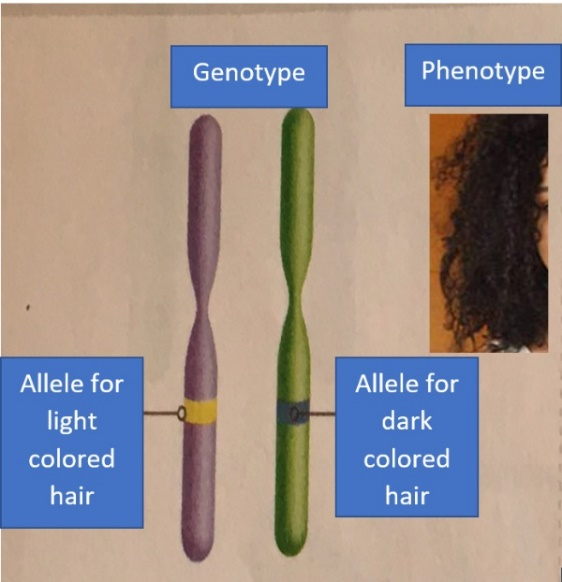 Genotype
Phenotype
Allele for
light
colored
hair
Allele for
dark
colored
hair